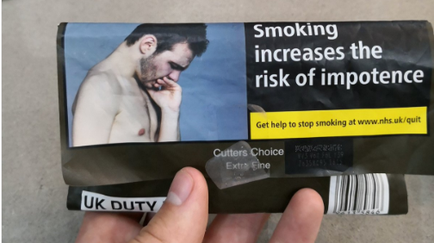 Smoking
increases the
risk of impotence
Get help to stop smoking at www.nhs.uk/quit
Cutters Choice
Extra Fine
UK DUTY